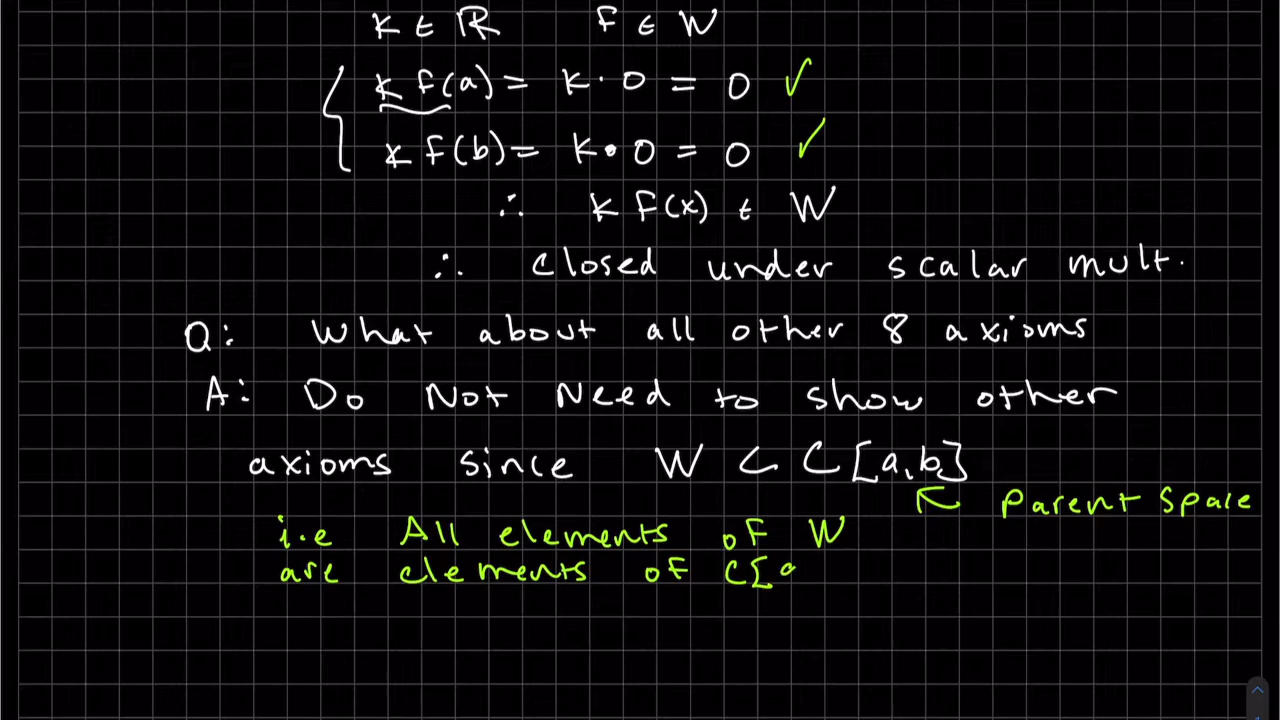 k ∈ ℝ f ∈ W
k f(a) = k · 0 = 0 ✓
k f(b) = k • 0 = 0 ✓
∴ k f(x) ∈ W
∴ closed under scalar mult.
Q: What about all other 8 axioms
A: Do Not Need to show other
axioms since W ⊂ C[a,b]
↖ Parent Space
i.e All elements of W
are elements of C[a